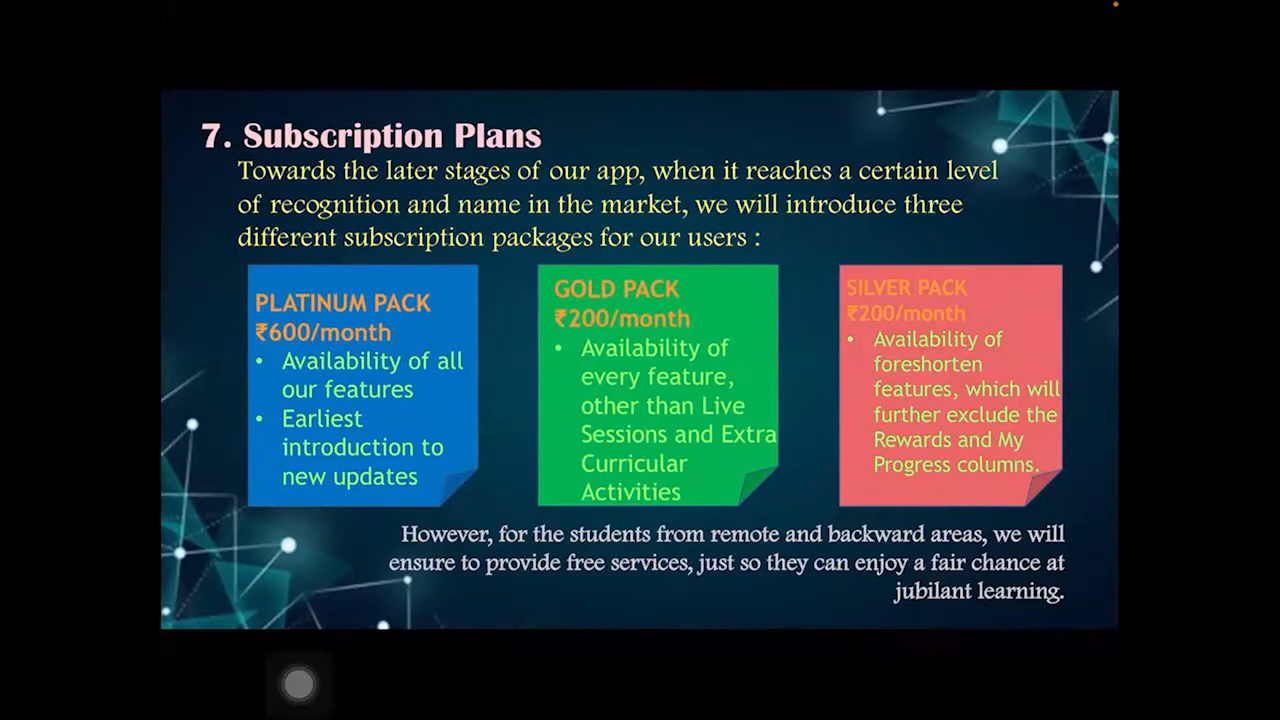 7. Subscription Plans
Towards the later stages of our app, when it reaches a certain level
of recognition and name in the market, we will introduce three
different subscription packages for our users :
PLATINUM PACK
₹600/month
• Availability of all
our features
• Earliest
introduction to
new updates
GOLD PACK
₹200/month
• Availability of
every feature,
other than Live
Sessions and Extra
Curricular
Activities
SILVER PACK
₹200/month
• Availability of
foreshorten
features, which will
further exclude the
Rewards and My
Progress columns.
However, for the students from remote and backward areas, we will
ensure to provide free services, just so they can enjoy a fair chance at
jubilant learning.